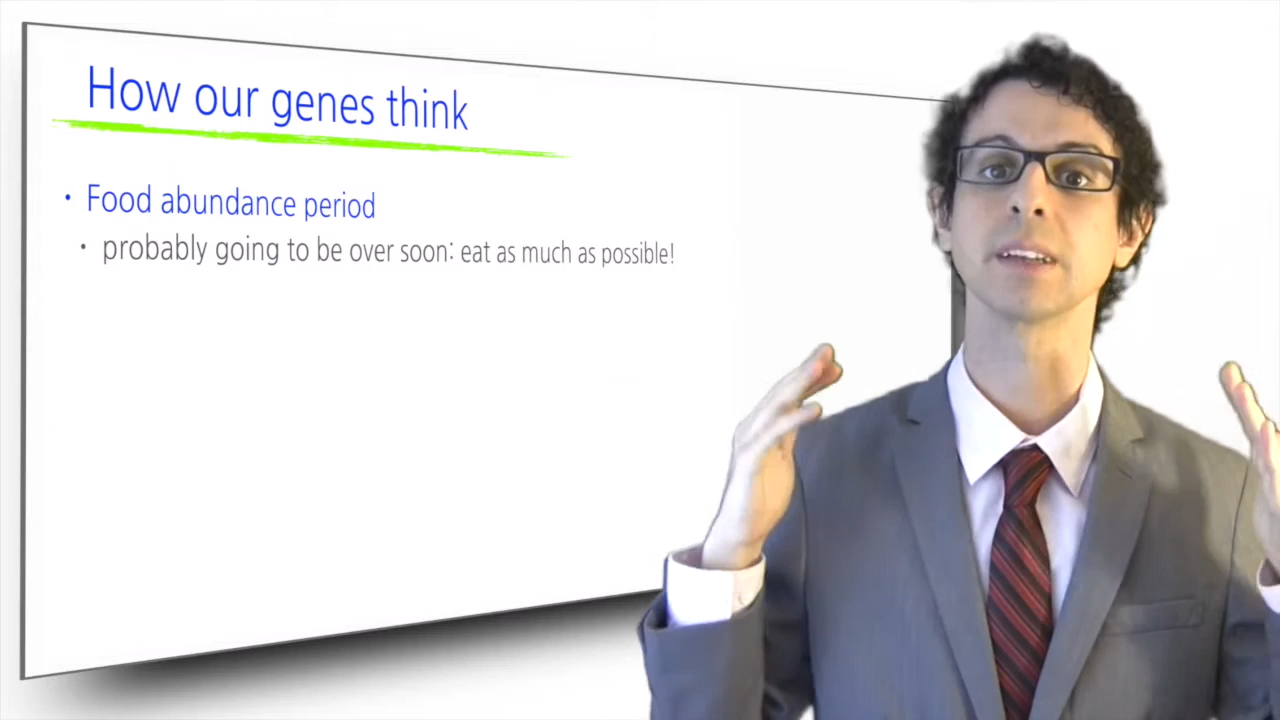 How our genes think
• Food abundance period
• probably going to be over soon: eat as much as possible!